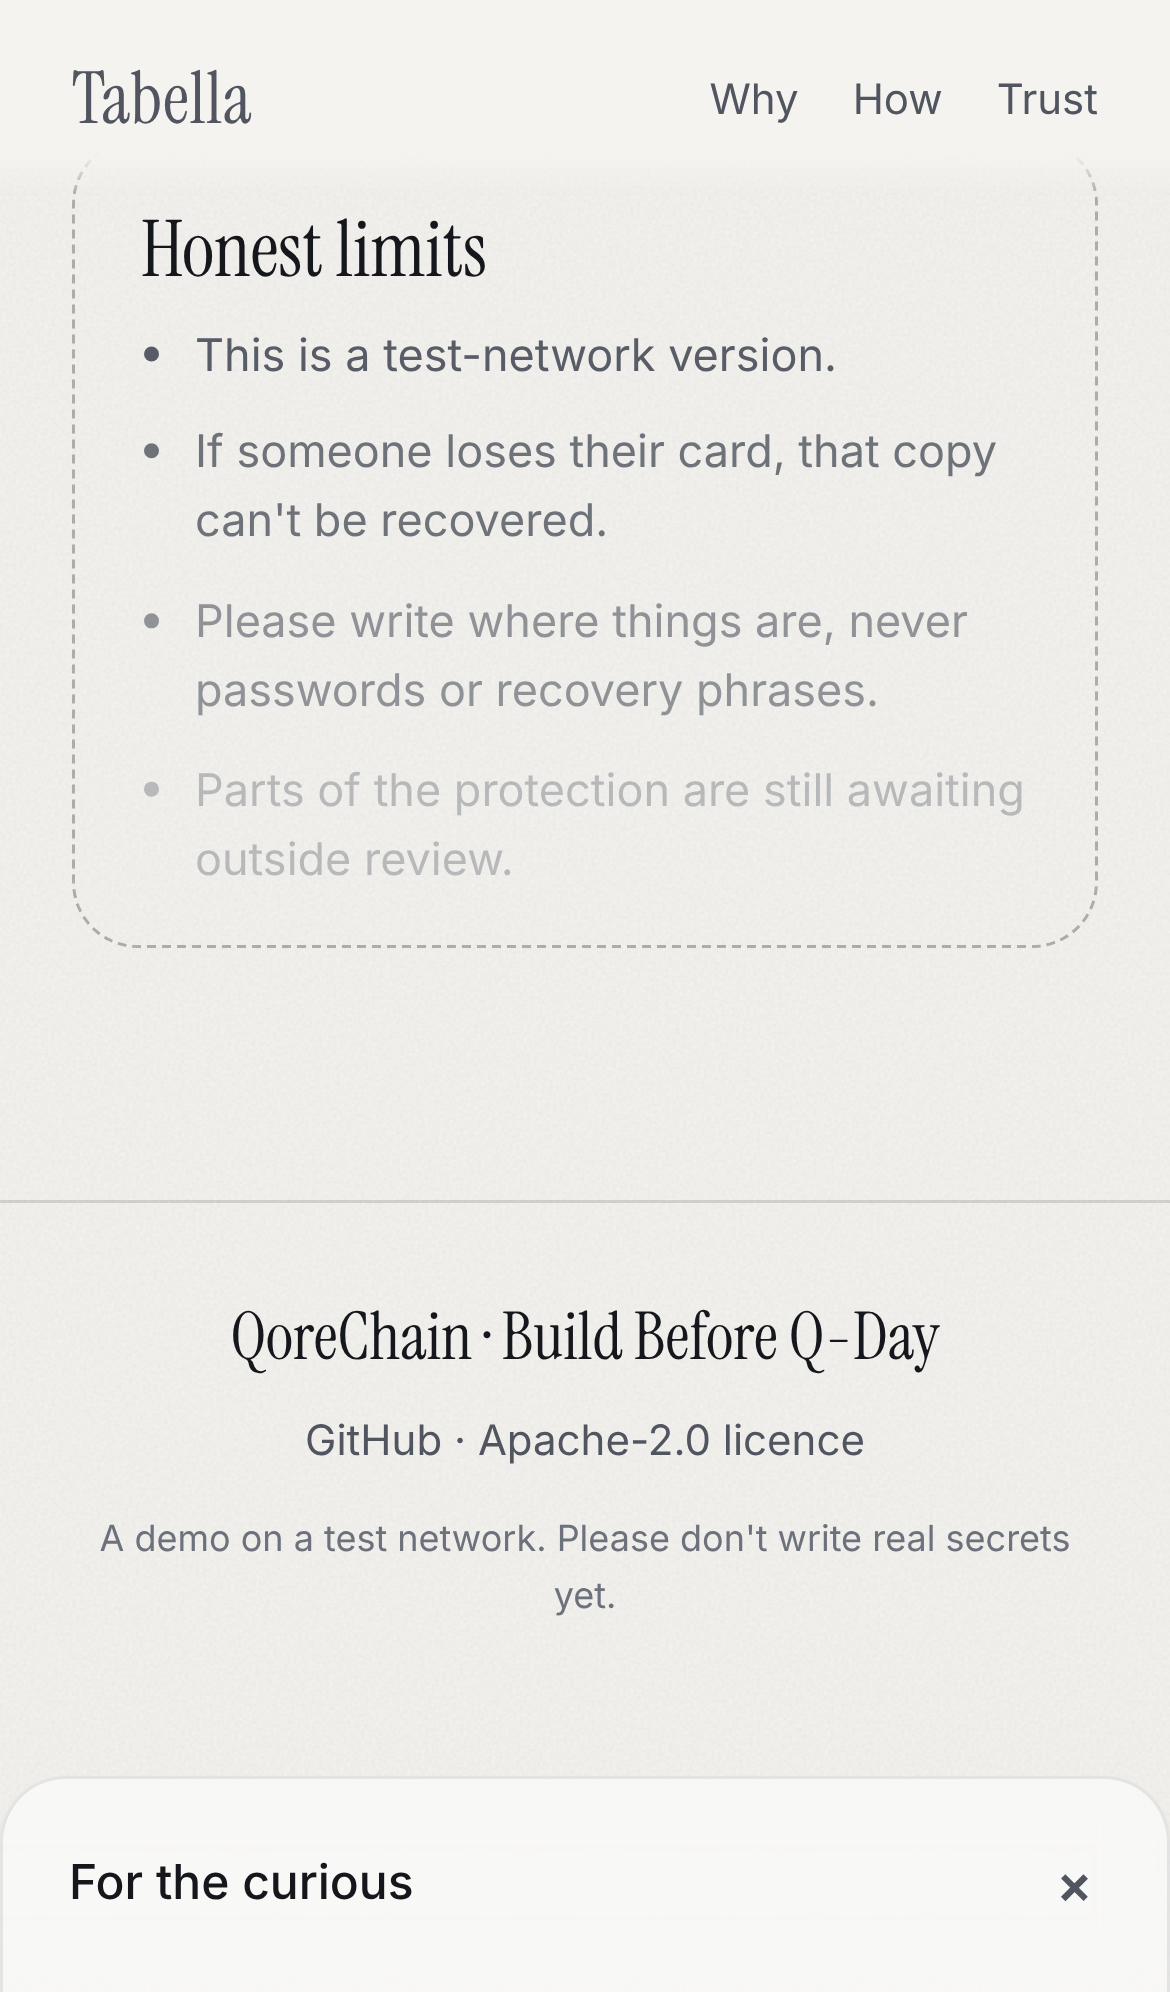 Tabella
Why How Trust
Honest limits
• This is a test-network version.
• If someone loses their card, that copy
can't be recovered.
• Please write where things are, never
passwords or recovery phrases.
• Parts of the protection are still awaiting
outside review.
QoreChain · Build Before Q-Day
GitHub · Apache-2.0 licence
A demo on a test network. Please don't write real secrets
yet.
For the curious ×